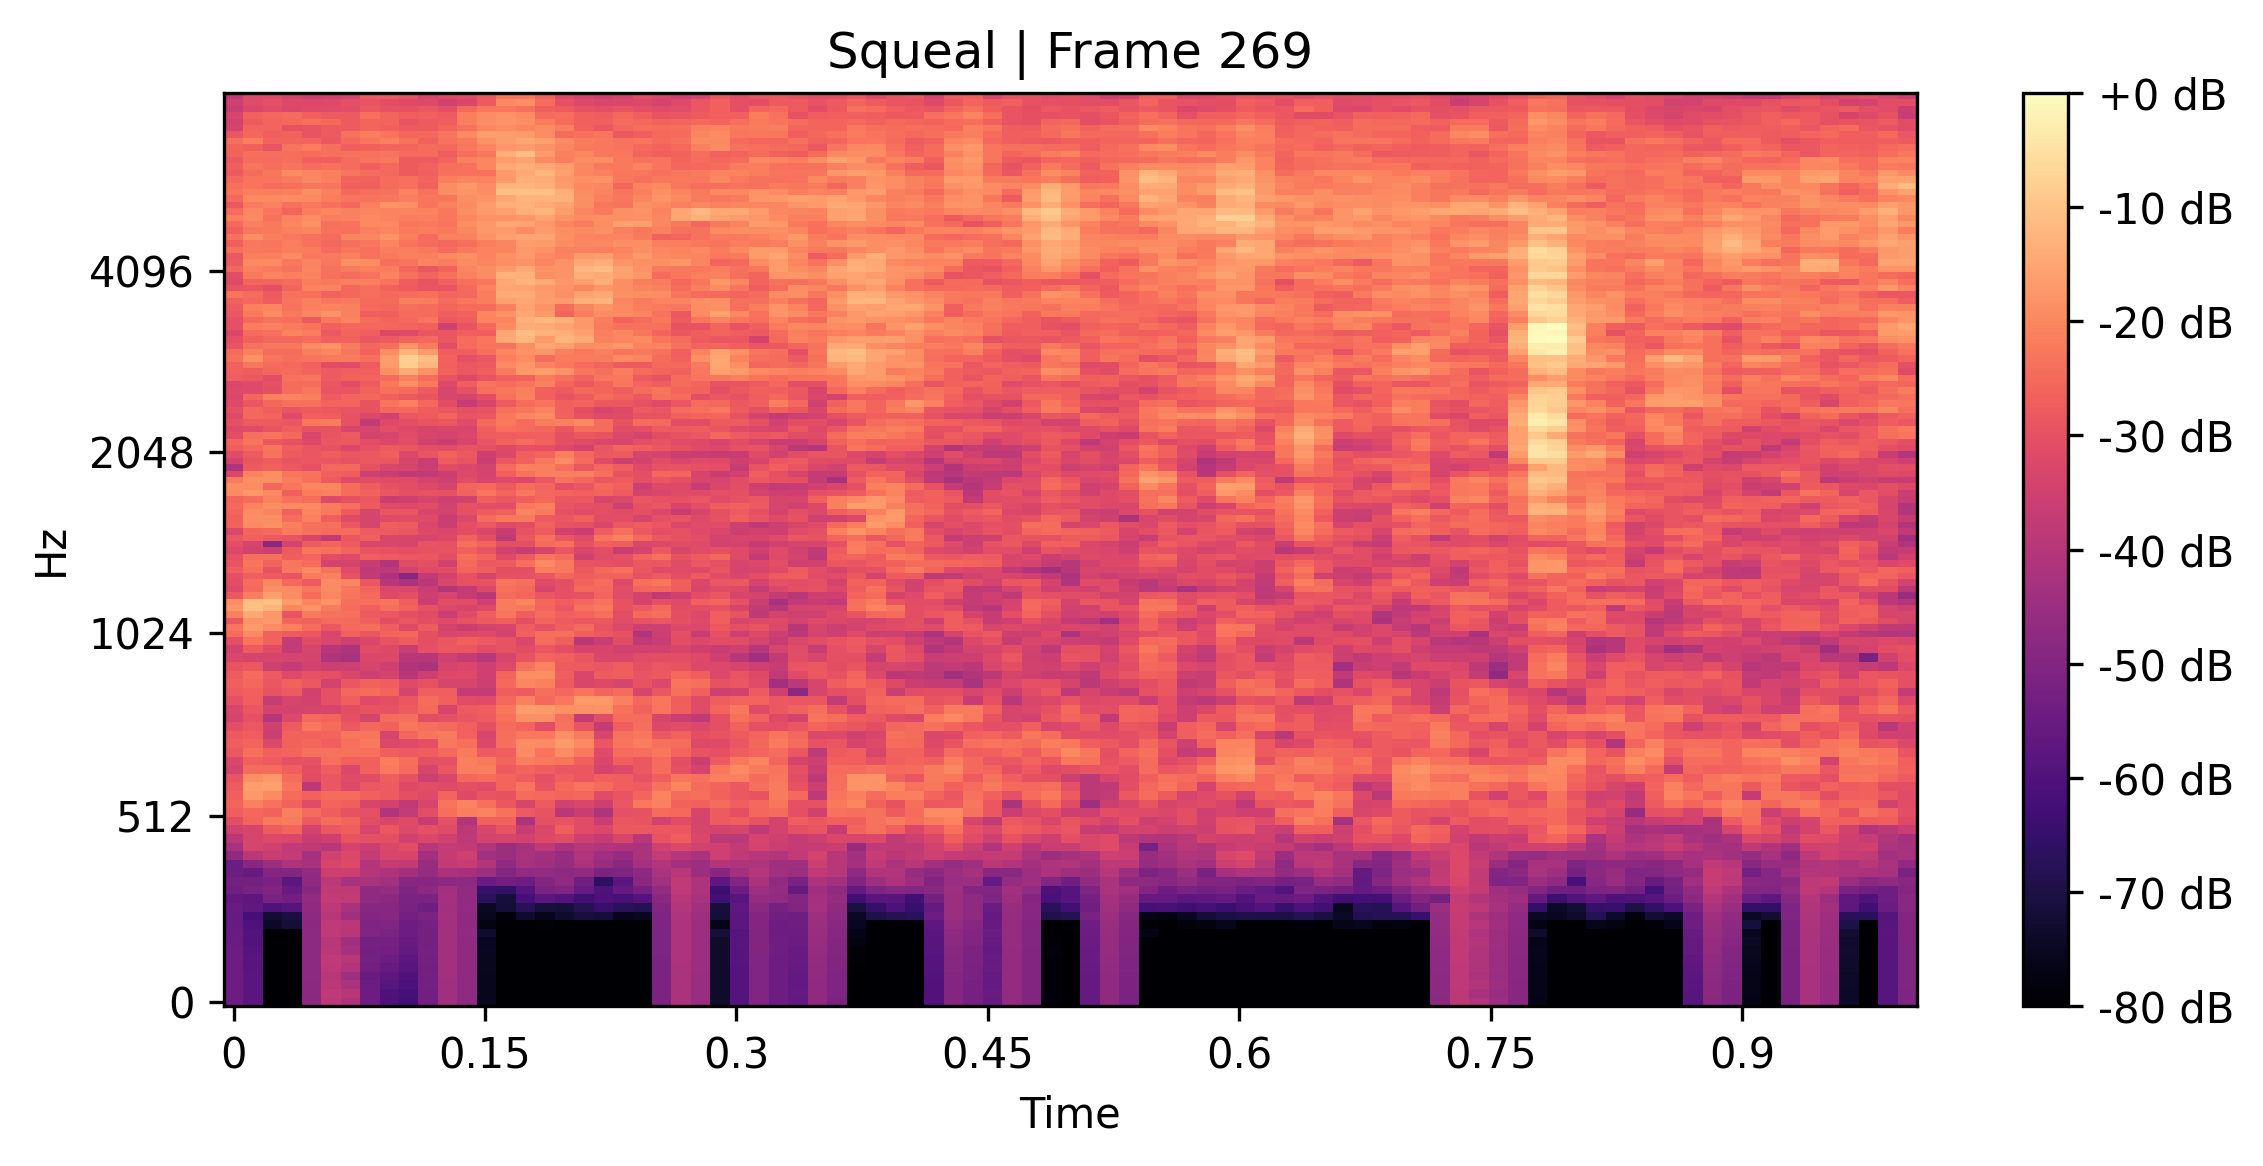 Squeal | Frame 269
+0 dB
-10 dB
-20 dB
-30 dB
-40 dB
-50 dB
-60 dB
-70 dB
-80 dB
4096
2048
1024
512
0
Hz
0 0.15 0.3 0.45 0.6 0.75 0.9
Time